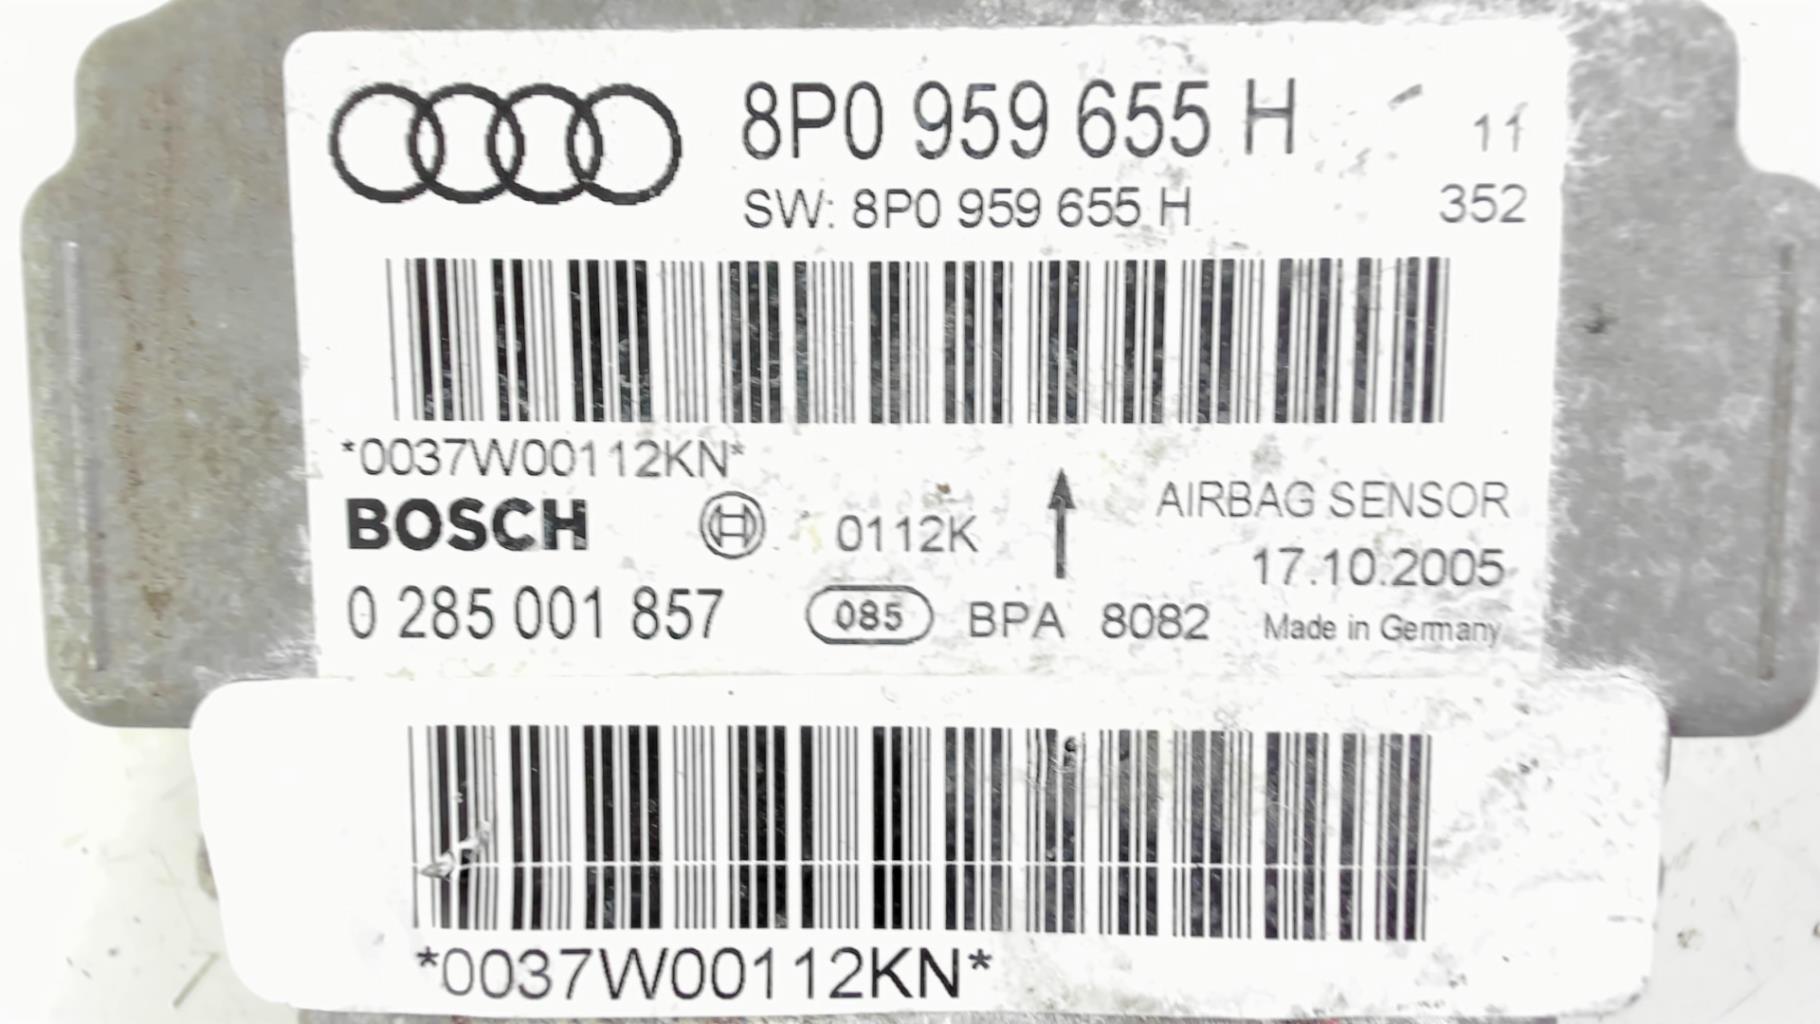 8P0 959 655 H 11
SW: 8P0 959 655 H 352
*0037W00112KN*
BOSCH 0112K AIRBAG SENSOR
17.10.2005
0 285 001 857 085 BPA 8082 Made in Germany
*0037W00112KN*